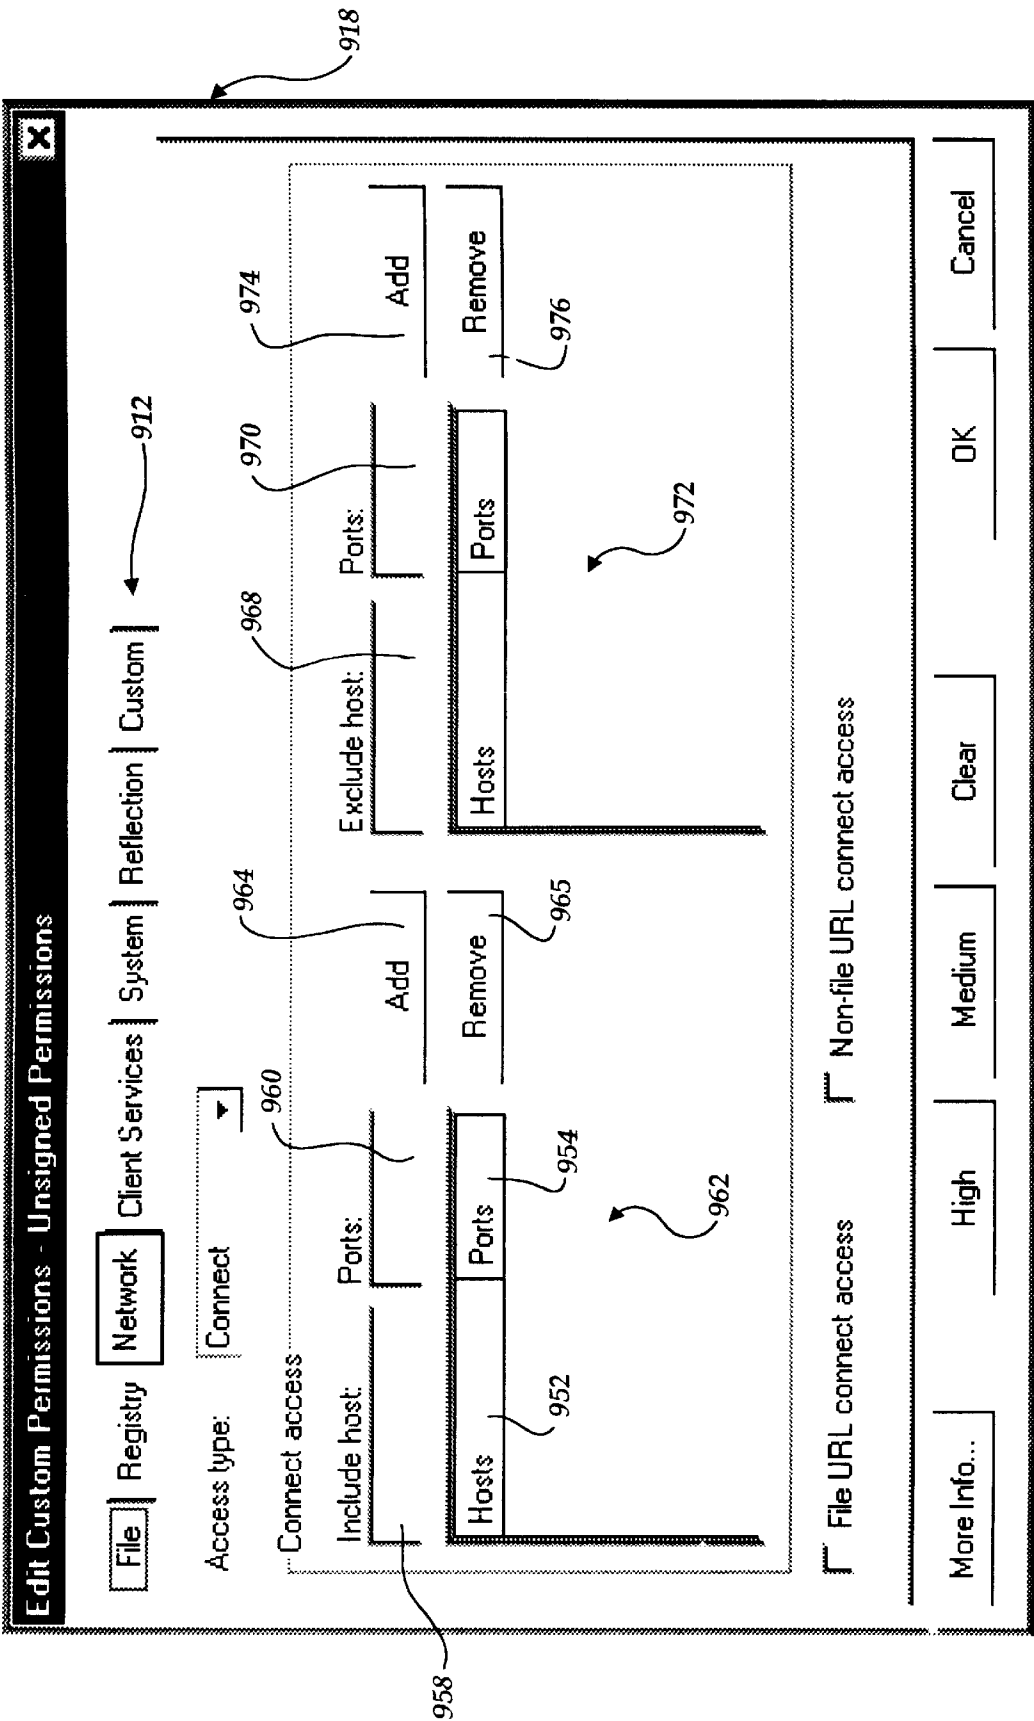 918
Edit Custom Permissions - Unsigned Permissions
File Registry Network Client Services System Reflection Custom
912
Access type: Connect
960 964 968 970 974
Connect access
Include host: Ports: Add Exclude host: Ports: Add
958
Hosts Ports Remove Hosts Ports Remove
952 954 965 976
962 972
File URL connect access Non-file URL connect access
More Info... High Medium Clear OK Cancel